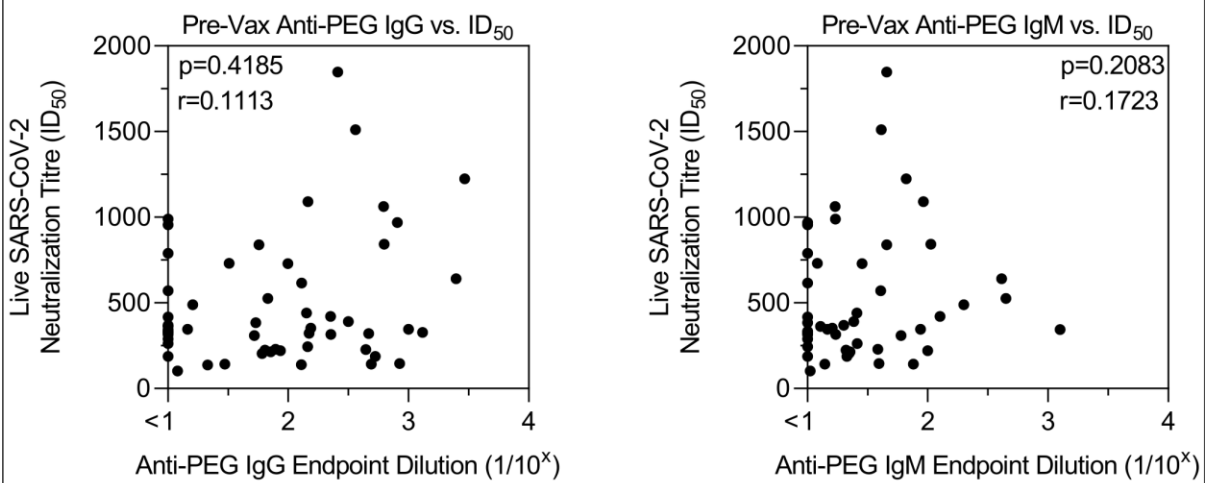 Pre-Vax Anti-PEG IgG vs. ID50
p=0.4185
r=0.1113
Live SARS-CoV-2
Neutralization Titre (ID50)
2000
1500
1000
500
0
<1
2
3
4
Anti-PEG IgG Endpoint Dilution (1/10^x)
Pre-Vax Anti-PEG IgM vs. ID50
p=0.2083
r=0.1723
Live SARS-CoV-2
Neutralization Titre (ID50)
2000
1500
1000
500
0
<1
2
3
4
Anti-PEG IgM Endpoint Dilution (1/10^x)